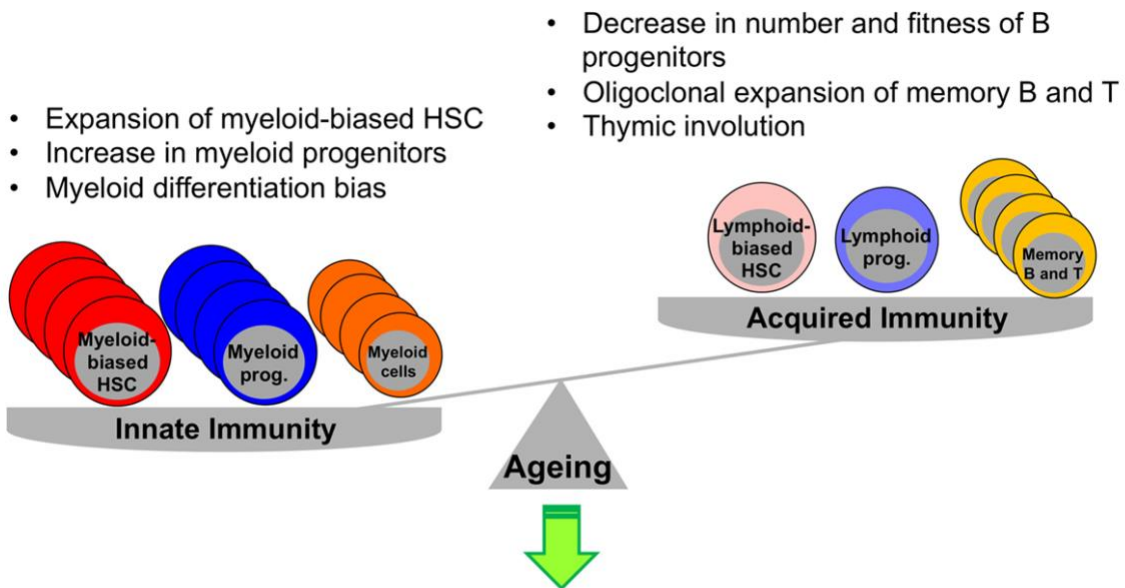 • Expansion of myeloid-biased HSC
• Increase in myeloid progenitors
• Myeloid differentiation bias
• Decrease in number and fitness of B
progenitors
• Oligoclonal expansion of memory B and T
• Thymic involution
Myeloid-
biased
HSC
Myeloid
prog.
Myeloid
cells
Innate Immunity
Lymphoid-
biased
HSC
Lymphoid
prog.
Memory
B and T
Acquired Immunity
Ageing